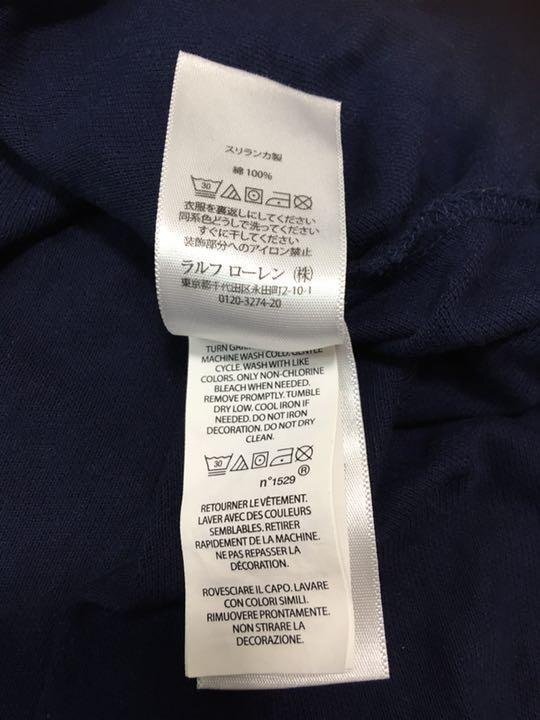 スリランカ製
綿 100%
30
衣服を裏返しにしてください
同系色どうしで洗ってください
すぐに干してください
装飾部分へのアイロン禁止
ラルフ ローレン (株)
東京都千代田区永田町2-10-1
0120-3274-20
TURN
MACHINE WASH COLD, GENTLE
CYCLE. WASH WITH LIKE
COLORS. ONLY NON-CHLORINE
BLEACH WHEN NEEDED.
REMOVE PROMPTLY. TUMBLE
DRY LOW. COOL IRON IF
NEEDED. DO NOT IRON
DECORATION. DO NOT DRY
CLEAN.
30
®
n°1529
RETOURNER LE VÊTEMENT.
LAVER AVEC DES COULEURS
SEMBLABLES. RETIRER
RAPIDEMENT DE LA MACHINE.
NE PAS REPASSER LA
DÉCORATION.
ROVESCIARE IL CAPO. LAVARE
CON COLORI SIMILI.
RIMUOVERE PRONTAMENTE.
NON STIRARE LA
DECORAZIONE.